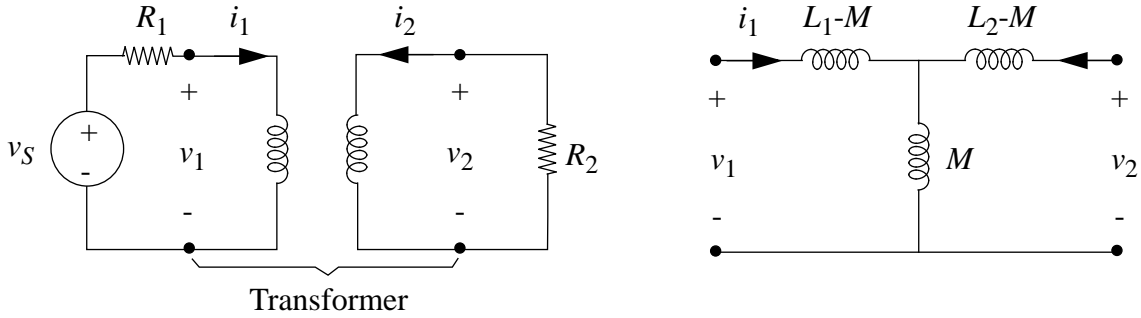 R1 i1 i2
+ +
vS + - v1 v2 R2
- -
Transformer
i1 L1-M L2-M
+ +
v1 M v2
- -